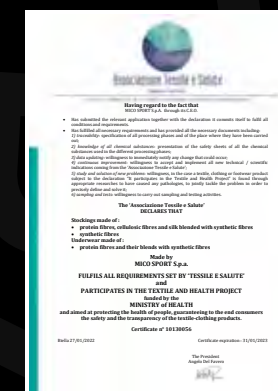 Associazione Tessile e Salute
Having regard to the fact that
MICO SPORT S.p.A. through its C.E.O.
• Has submitted the relevant application together with the declaration it commits itself to fulfil all
conditions and requirements.
• Has fulfilled all necessary requirements and has provided all the necessary documents including:
1) traceability: specification of all processing phases and of the place where they have been carried
out;
2) knowledge of all chemical substances: presentation of the safety sheets of all the chemical
substances used in the different processing phases;
3) data updating: willingness to immediately notify any change that could occur;
4) continuous improvement: willingness to accept and implement all new technical / scientific
indications coming from the "Associazione Tessile e Salute";
5) study and solution of new problems: willingness, in the case a textile, clothing or footwear product
subject to the declaration "It participates in the Textile and Health Project" is found through
appropriate researches to have caused any pathologies, to jointly tackle the problem in order to
precisely define and solve it;
6) sampling and tests: willingness to carry out sampling and testing activities.
The 'Associazione Tessile e Salute'
DECLARES THAT
Stockings made of :
• protein fibres, cellulosic fibres and silk blended with synthetic fibres
• synthetic fibres
Underwear made of :
• protein fibres and their blends with synthetic fibres
Made by
MICO SPORT S.p.a.
FULFILS ALL REQUIREMENTS SET BY 'TESSILE E SALUTE'
and
PARTICIPATES IN THE TEXTILE AND HEALTH PROJECT
funded by the
MINISTRY of HEALTH
and aimed at protecting the health of people, guaranteeing to the end consumers
the safety and the transparency of the textile-clothing products.
Certificate n° 10130056
Biella 27/01/2022 Certificate expiration : 31/01/2023
The President
Angelo Del Favero